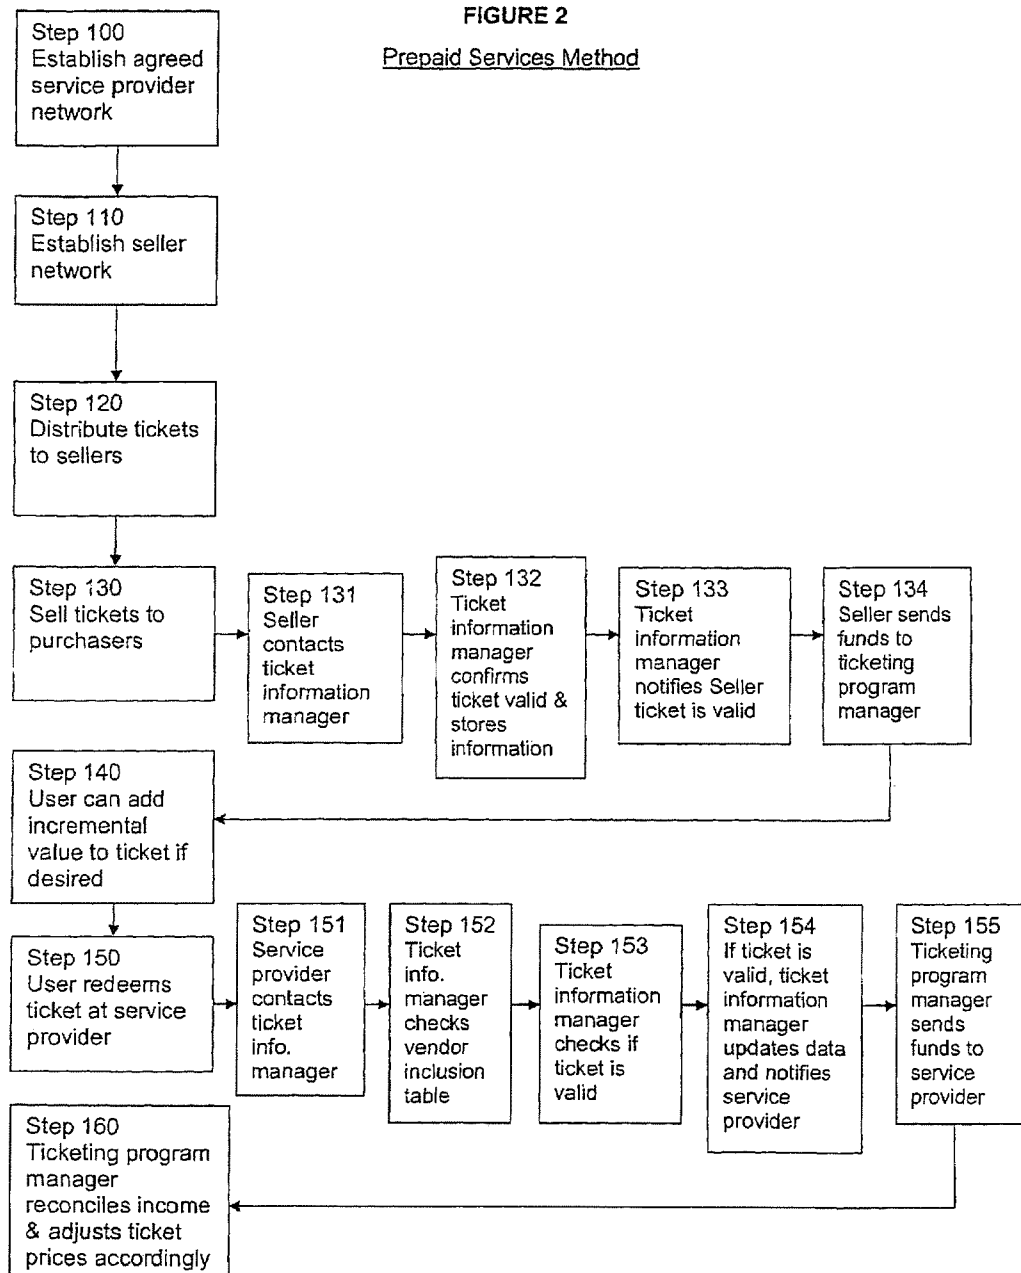 FIGURE 2
Prepaid Services Method
Step 100
Establish agreed
service provider
network
Step 110
Establish seller
network
Step 120
Distribute tickets
to sellers
Step 130
Sell tickets to
purchasers
Step 131
Seller
contacts
ticket
information
manager
Step 132
Ticket
information
manager
confirms
ticket valid &
stores
information
Step 133
Ticket
information
manager
notifies Seller
ticket is valid
Step 134
Seller sends
funds to
ticketing
program
manager
Step 140
User can add
incremental
value to ticket if
desired
Step 150
User redeems
ticket at service
provider
Step 151
Service
provider
contacts
ticket
info.
manager
Step 152
Ticket
info.
manager
checks
vendor
inclusion
table
Step 153
Ticket
information
manager
checks if
ticket is
valid
Step 154
If ticket is
valid, ticket
information
manager
updates data
and notifies
service
provider
Step 155
Ticketing
program
manager
sends
funds to
service
provider
Step 160
Ticketing program
manager
reconciles income
& adjusts ticket
prices accordingly